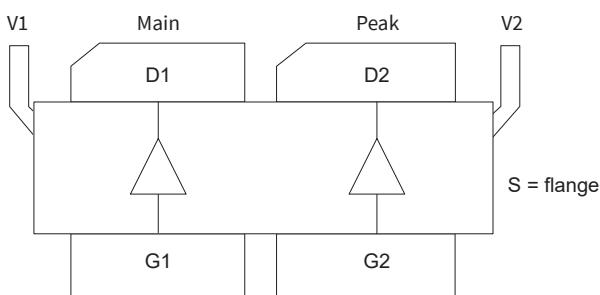 V1 Main Peak V2
D1 D2
S = flange
G1 G2